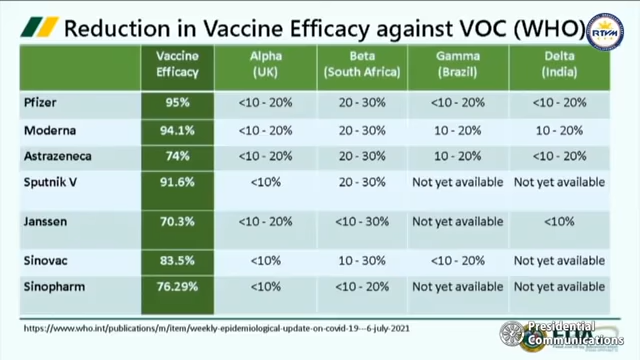 Reduction in Vaccine Efficacy against VOC (WHO)
RTVM
Vaccine Efficacy Alpha (UK) Beta (South Africa) Gamma (Brazil) Delta (India)
Pfizer 95% <10 - 20% 20 - 30% <10 - 20% <10 - 20%
Moderna 94.1% <10 - 20% 20 - 30% 10 - 20% 10 - 20%
Astrazeneca 74% <10 - 20% 20 - 30% 10 - 20% <10 - 20%
Sputnik V 91.6% <10% 20 - 30% Not yet available Not yet available
Janssen 70.3% <10 - 20% <10 - 30% Not yet available <10%
Sinovac 83.5% <10% 10 - 30% <10 - 20% Not yet available
Sinopharm 76.29% <10% <10 - 20% Not yet available Not yet available
https://www.who.int/publications/m/item/weekly-epidemiological-update-on-covid-19---6-july-2021
FDA
Presidential
Communications